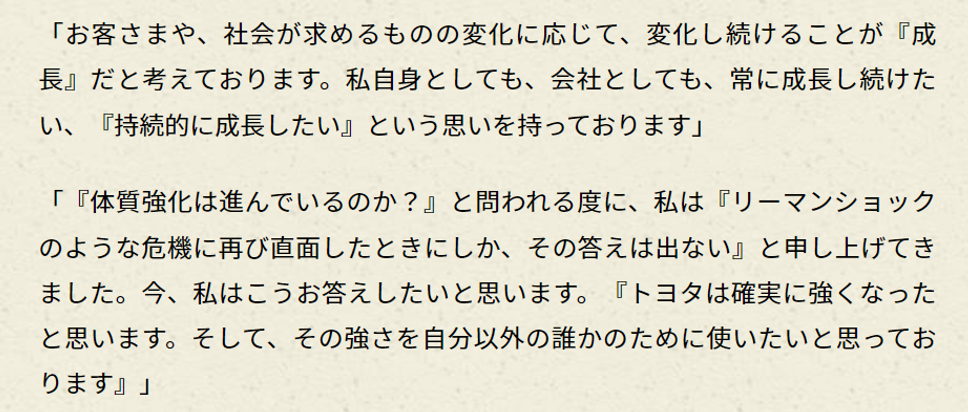 「お客さまや、社会が求めるものの変化に応じて、変化し続けることが『成
長』だと考えております。私自身としても、会社としても、常に成長し続けた
い、『持続的に成長したい』という思いを持っております」
「『体質強化は進んでいるのか？』と問われる度に、私は『リーマンショック
のような危機に再び直面したときにしか、その答えは出ない』と申し上げてき
ました。今、私はこうお答えしたいと思います。『トヨタは確実に強くなった
と思います。そして、その強さを自分以外の誰かのために使いたいと思ってお
ります』」